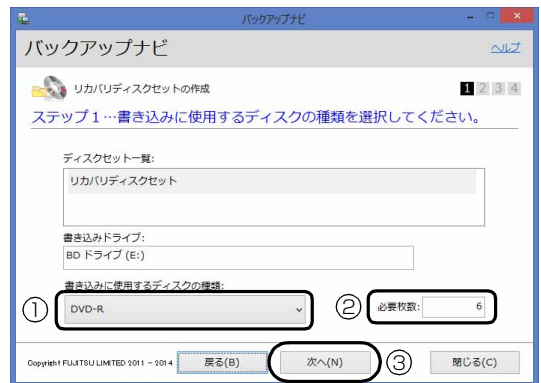 バックアップナビ
バックアップナビ
ヘルプ
リカバリディスクセットの作成
1 2 3 4
ステップ1…書き込みに使用するディスクの種類を選択してください。
ディスクセット一覧:
リカバリディスクセット
書き込みドライブ:
BD ドライブ (E:)
書き込みに使用するディスクの種類:
① DVD-R
② 必要枚数: 6
Copyright FUJITSU LIMITED 2011 - 2014 戻る(B) 次へ(N) ③ 閉じる(C)